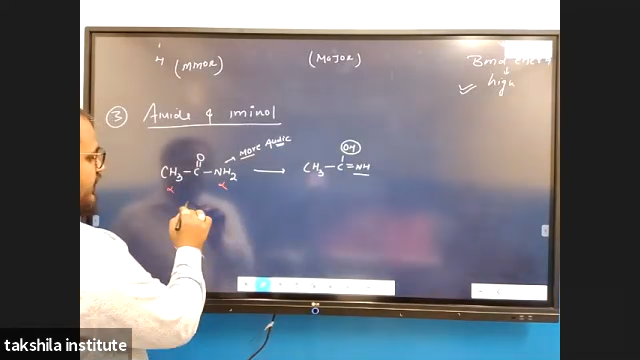 H (MINOR) (MAJOR)
Bond energy
high
③ Amide & iminol
O → More Acidic OH
CH3 – C – NH2 → CH3 – C = NH
α α
takshila institute